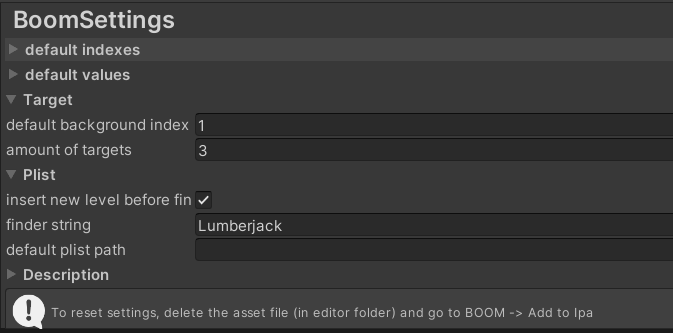 BoomSettings
default indexes
default values
Target
default background index 1
amount of targets 3
Plist
insert new level before fin
finder string Lumberjack
default plist path
Description
To reset settings, delete the asset file (in editor folder) and go to BOOM -> Add to Ipa